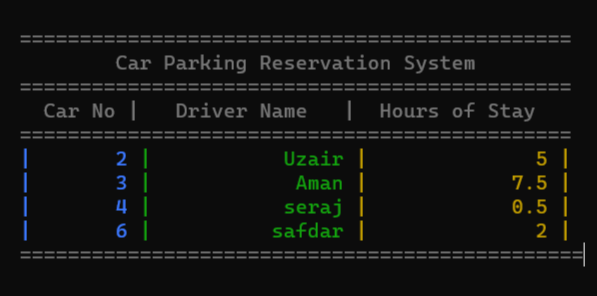 ==============================================
Car Parking Reservation System
==============================================
Car No | Driver Name | Hours of Stay
==============================================
| 2 | Uzair | 5 |
| 3 | Aman | 7.5 |
| 4 | seraj | 0.5 |
| 6 | safdar | 2 |
===============================================